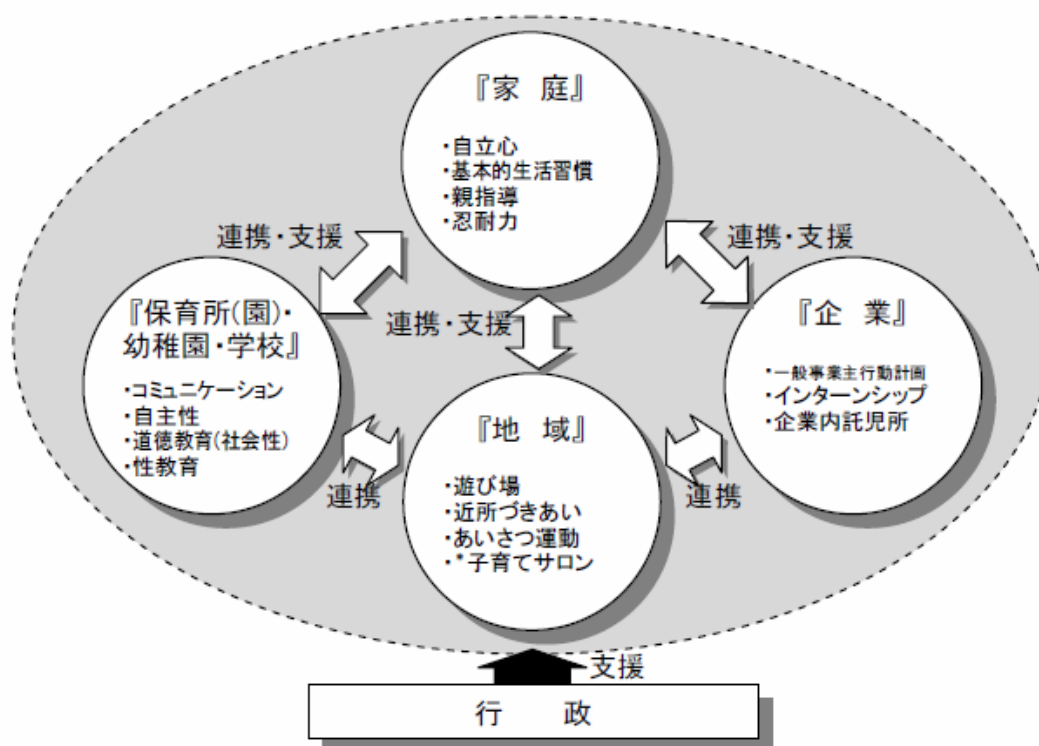 『家 庭』
・自立心
・基本的生活習慣
・親指導
・忍耐力
連携・支援
連携・支援
連携・支援
『保育所(園)・
幼稚園・学校』
・コミュニケーション
・自主性
・道徳教育(社会性)
・性教育
『企 業』
・一般事業主行動計画
・インターンシップ
・企業内託児所
『地 域』
・遊び場
・近所づきあい
・あいさつ運動
・*子育てサロン
連携
連携
支援
行 政